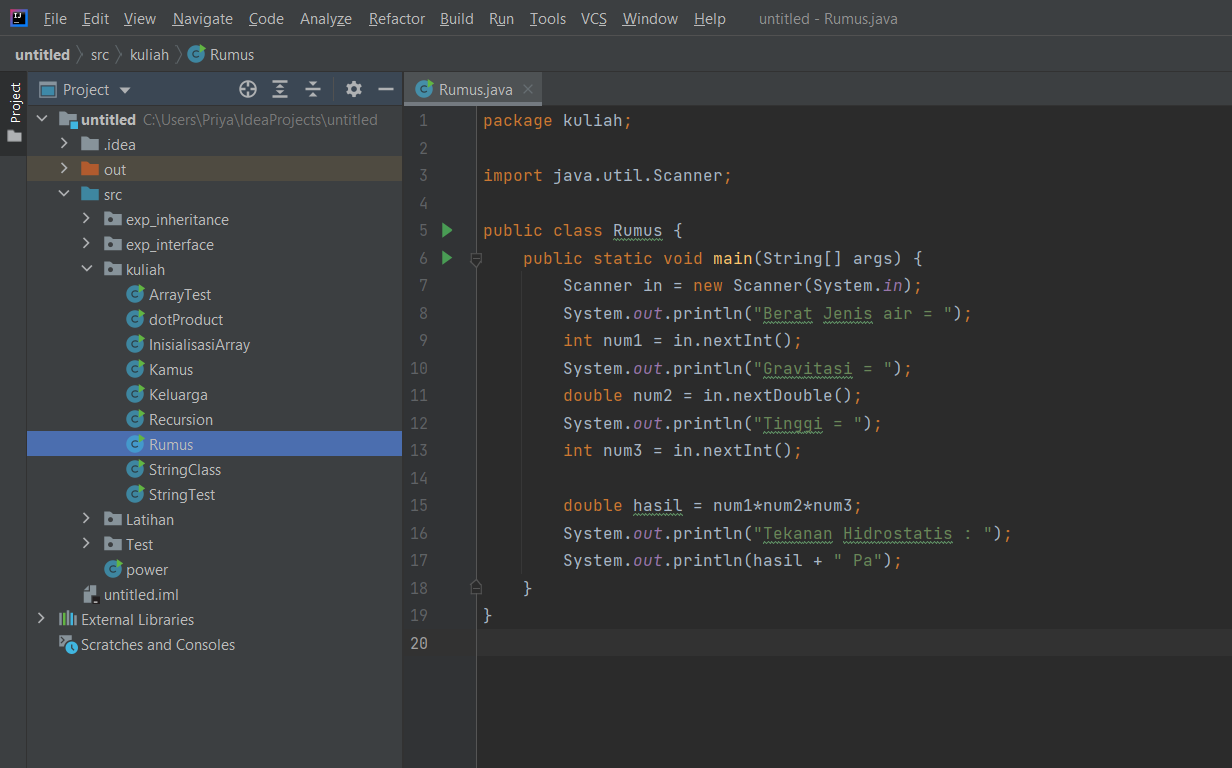 File Edit View Navigate Code Analyze Refactor Build Run Tools VCS Window Help untitled - Rumus.java
untitled src kuliah Rumus
Project
Project
untitled C:\Users\Priya\IdeaProjects\untitled
.idea
out
src
exp_inheritance
exp_interface
kuliah
ArrayTest
dotProduct
InisialisasiArray
Kamus
Keluarga
Recursion
Rumus
StringClass
StringTest
Latihan
Test
power
untitled.iml
External Libraries
Scratches and Consoles
Rumus.java
1 package kuliah;
2
3 import java.util.Scanner;
4
5 public class Rumus {
6 public static void main(String[] args) {
7 Scanner in = new Scanner(System.in);
8 System.out.println("Berat Jenis air = ");
9 int num1 = in.nextInt();
10 System.out.println("Gravitasi = ");
11 double num2 = in.nextDouble();
12 System.out.println("Tinggi = ");
13 int num3 = in.nextInt();
14
15 double hasil = num1*num2*num3;
16 System.out.println("Tekanan Hidrostatis : ");
17 System.out.println(hasil + " Pa");
18 }
19 }
20